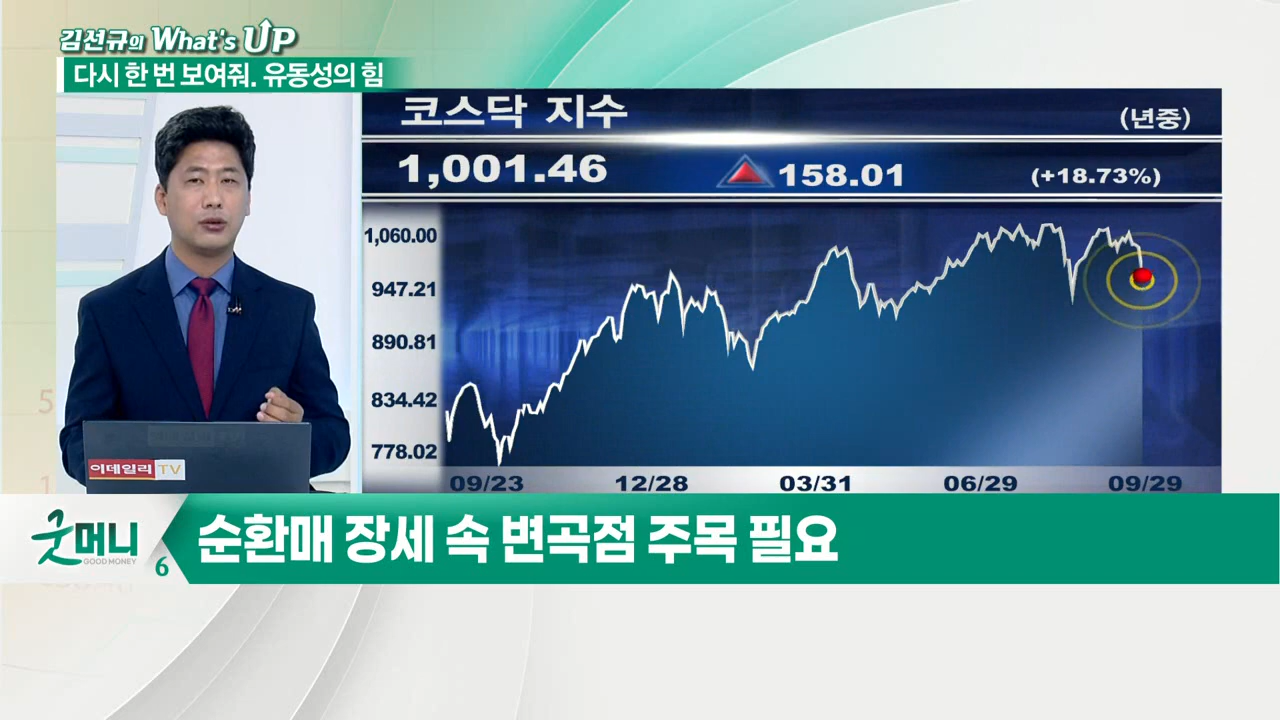 김선규의 What's UP
다시 한 번 보여줘. 유동성의 힘
코스닥 지수
(년중)
1,001.46
158.01
(+18.73%)
1,060.00
947.21
890.81
834.42
778.02
09/23
12/28
03/31
06/29
09/29
이데일리 TV
굿머니
GOOD MONEY
6
순환매 장세 속 변곡점 주목 필요